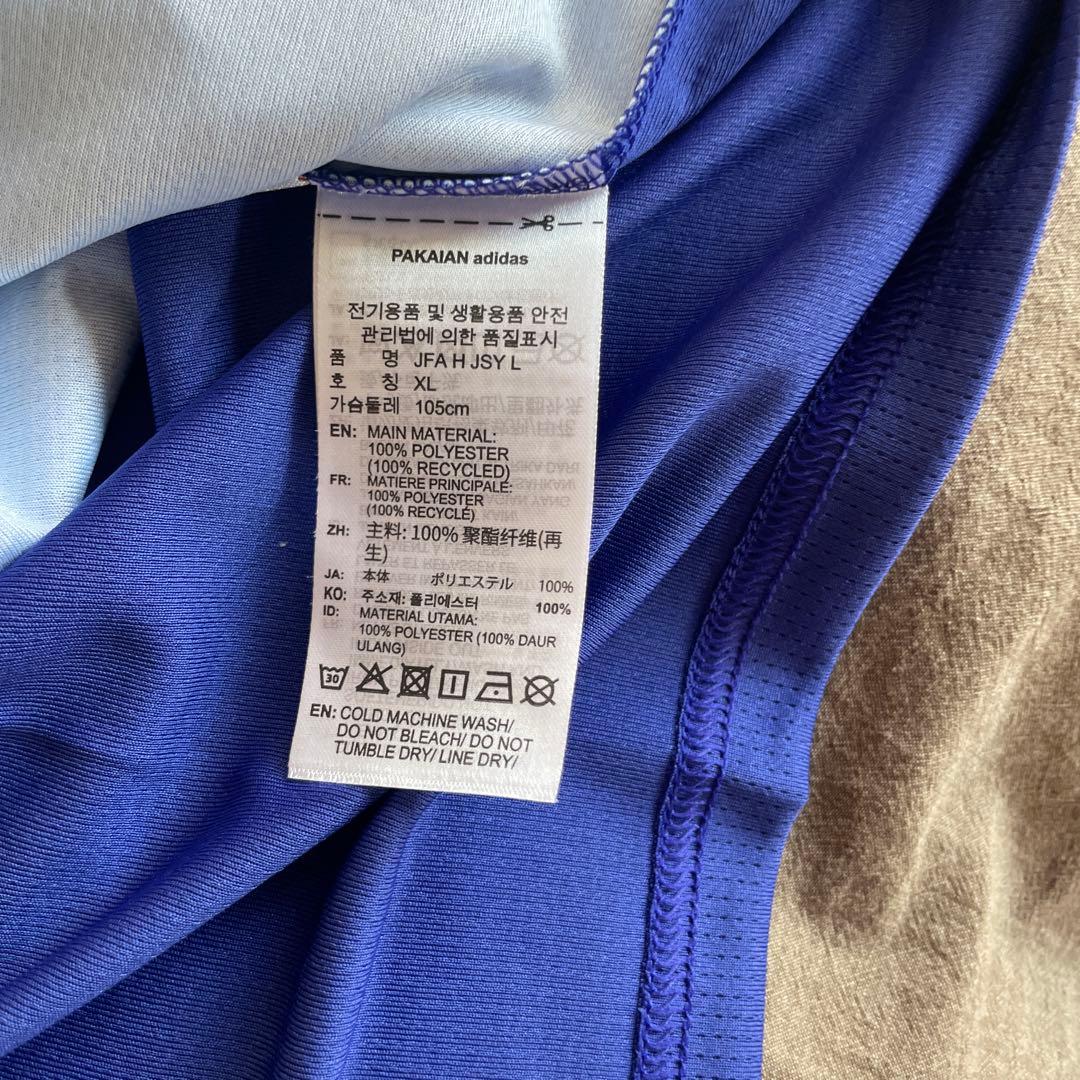 PAKAIAN adidas
전기용품 및 생활용품 안전
관리법에 의한 품질표시
품 명 JFA H JSY L
호 칭 XL
가슴둘레 105cm
EN: MAIN MATERIAL:
100% POLYESTER
(100% RECYCLED)
FR: MATIERE PRINCIPALE:
100% POLYESTER
(100% RECYCLÉ)
ZH: 主料: 100% 聚酯纤维(再
生)
JA: 本体 ポリエステル 100%
KO: 주소재: 폴리에스터 100%
ID: MATERIAL UTAMA:
100% POLYESTER (100% DAUR
ULANG)
30
EN: COLD MACHINE WASH/
DO NOT BLEACH/ DO NOT
TUMBLE DRY/ LINE DRY/